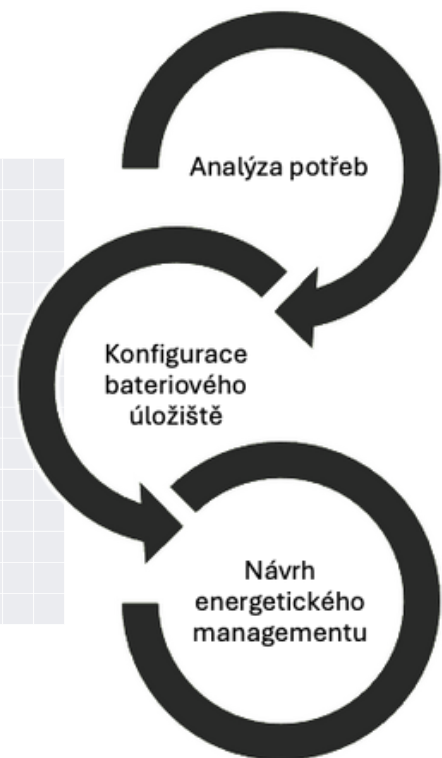 Analýza potřeb
Konfigurace
bateriového
úložiště
Návrh
energetického
managementu